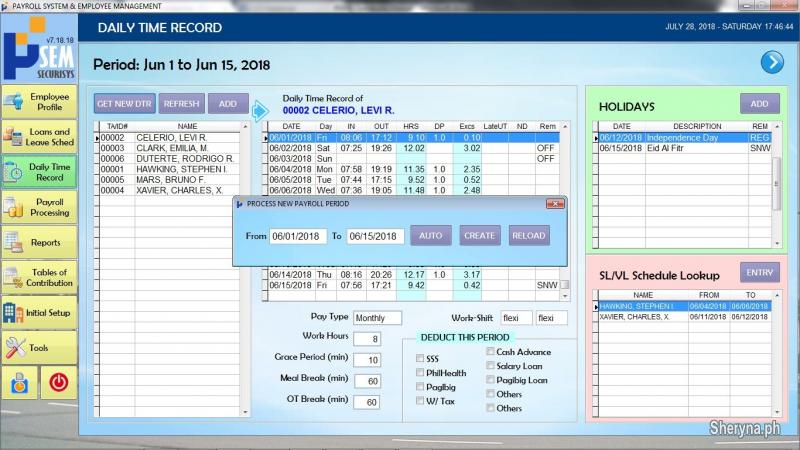 PAYROLL SYSTEM & EMPLOYEE MANAGEMENT
v7.18.18
SEM
SECURISYS
DAILY TIME RECORD
JULY 28, 2018 - SATURDAY 17:46:44
Employee Profile
Loans and Leave Sched
Daily Time Record
Payroll Processing
Reports
Tables of Contribution
Initial Setup
Tools
Period: Jun 1 to Jun 15, 2018
GET NEW DTR REFRESH ADD
TA/ID# NAME
00002 CELERIO, LEVI R.
00003 CLARK, EMILIA, M.
00006 DUTERTE, RODRIGO R.
00001 HAWKING, STEPHEN I.
00005 MARS, BRUNO F.
00004 XAVIER, CHARLES, X.
Daily Time Record of
00002 CELERIO, LEVI R.
DATE Day IN OUT HRS DP Excs LateUT ND Rem
06/01/2018 Fri 08:06 17:12 9.10 1.0 0.10
06/02/2018 Sat 07:25 19:26 12.02 3.02 OFF
06/03/2018 Sun OFF
06/04/2018 Mon 07:58 19:19 11.35 1.0 2.35
06/05/2018 Tue 07:44 17:15 9.52 1.0 0.52
06/06/2018 Wed 07:36 19:05 11.48 1.0 2.48
PROCESS NEW PAYROLL PERIOD
From 06/01/2018 To 06/15/2018 AUTO CREATE RELOAD
06/14/2018 Thu 08:16 20:26 12.17 1.0 3.17
06/15/2018 Fri 07:56 17:21 9.42 0.42 SNW
Pay Type Monthly Work-Shift flexi flexi
Work Hours 8
Grace Period (min) 10
Meal Break (min) 60
OT Break (min) 60
DEDUCT THIS PERIOD
SSS
PhilHealth
PagIbig
W/ Tax
Cash Advance
Salary Loan
Pagibig Loan
Others
Others
HOLIDAYS ADD
DATE DESCRIPTION REM
06/12/2018 Independence Day REG
06/15/2018 Eid Al Fitr SNW
SL/VL Schedule Lookup ENTRY
NAME FROM TO
HAWKING, STEPHEN I. 06/04/2018 06/06/2018
XAVIER, CHARLES, X. 06/11/2018 06/12/2018
Sheryna.ph